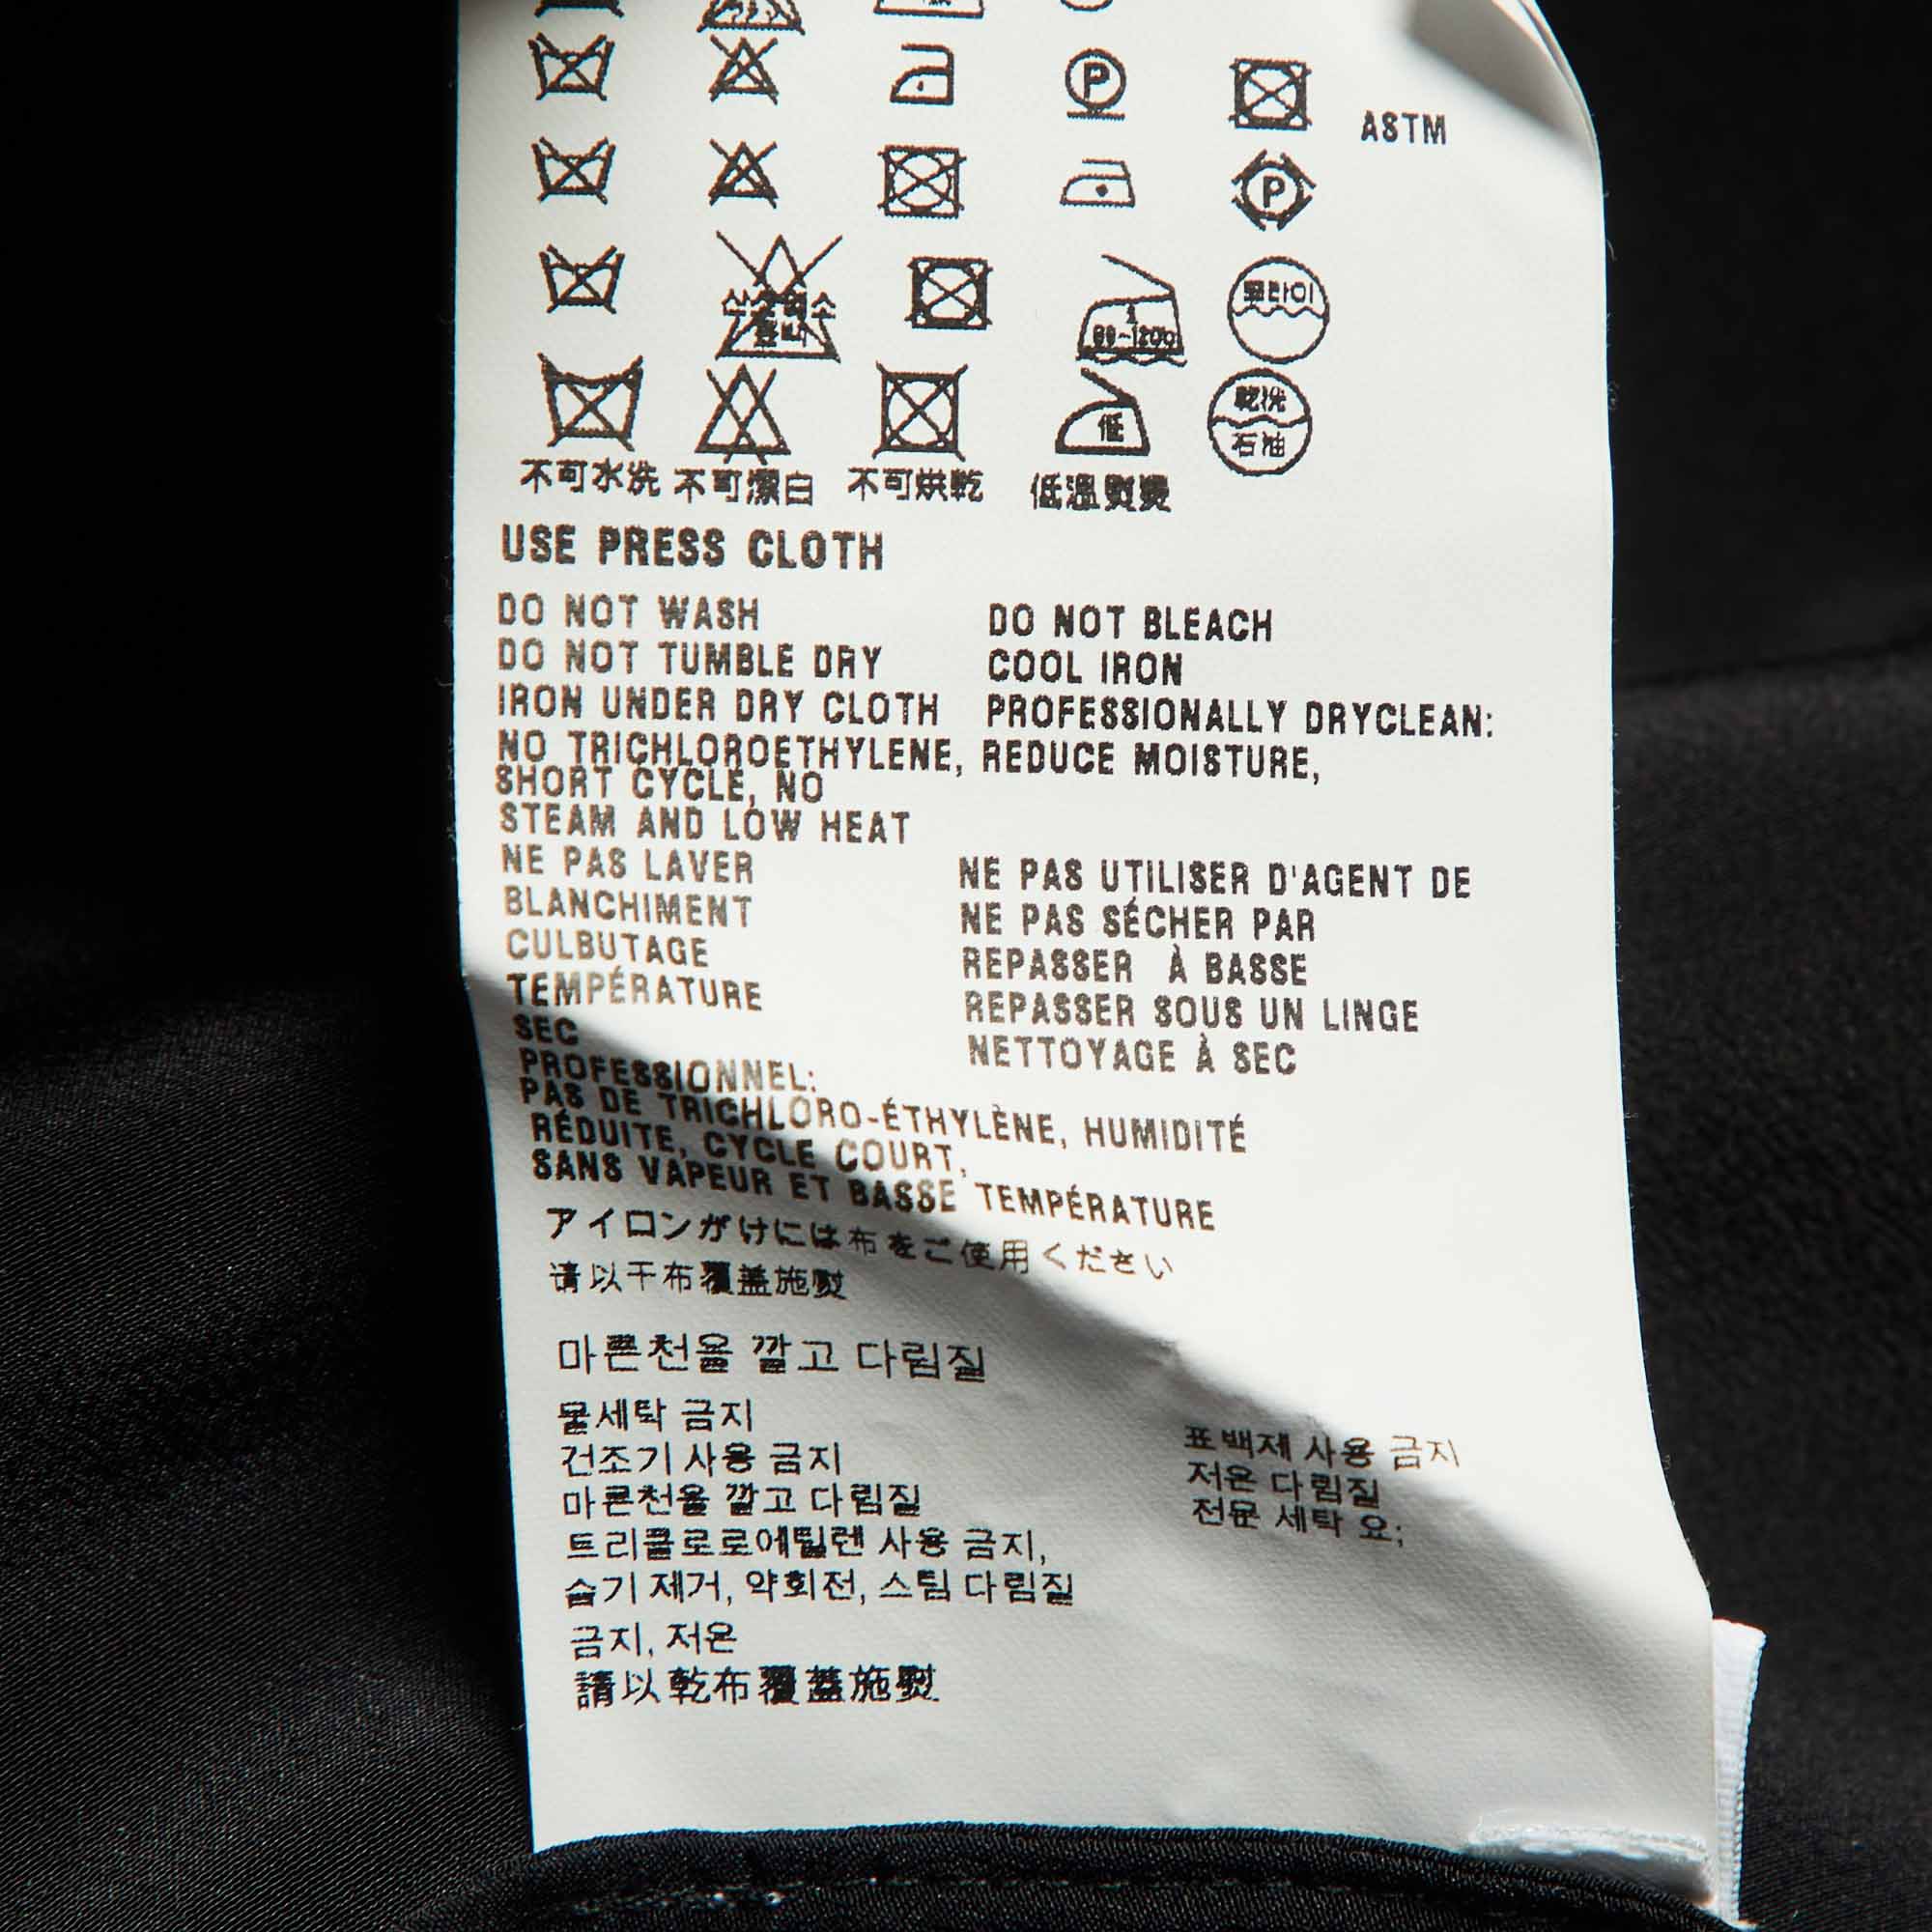 P
ASTM
P
드라이
80~120℃
低
乾洗
石油
不可水洗 不可漂白 不可烘乾 低溫熨燙
USE PRESS CLOTH
DO NOT WASH DO NOT BLEACH
DO NOT TUMBLE DRY COOL IRON
IRON UNDER DRY CLOTH PROFESSIONALLY DRYCLEAN:
NO TRICHLOROETHYLENE, REDUCE MOISTURE,
SHORT CYCLE, NO
STEAM AND LOW HEAT
NE PAS LAVER NE PAS UTILISER D'AGENT DE
BLANCHIMENT NE PAS SÉCHER PAR
CULBUTAGE REPASSER À BASSE
TEMPÉRATURE REPASSER SOUS UN LINGE
SEC NETTOYAGE À SEC
PROFESSIONNEL:
PAS DE TRICHLORO-ÉTHYLÈNE, HUMIDITÉ
RÉDUITE, CYCLE COURT,
SANS VAPEUR ET BASSE TEMPÉRATURE
アイロンがけには布をご使用ください
请以干布覆盖施熨
마른천을 깔고 다림질
물세탁 금지 표백제 사용 금지
건조기 사용 금지 저온 다림질
마른천을 깔고 다림질 전문 세탁 요;
트리클로로에틸렌 사용 금지,
습기 제거, 약회전, 스팀 다림질
금지, 저온
請以乾布覆蓋施熨